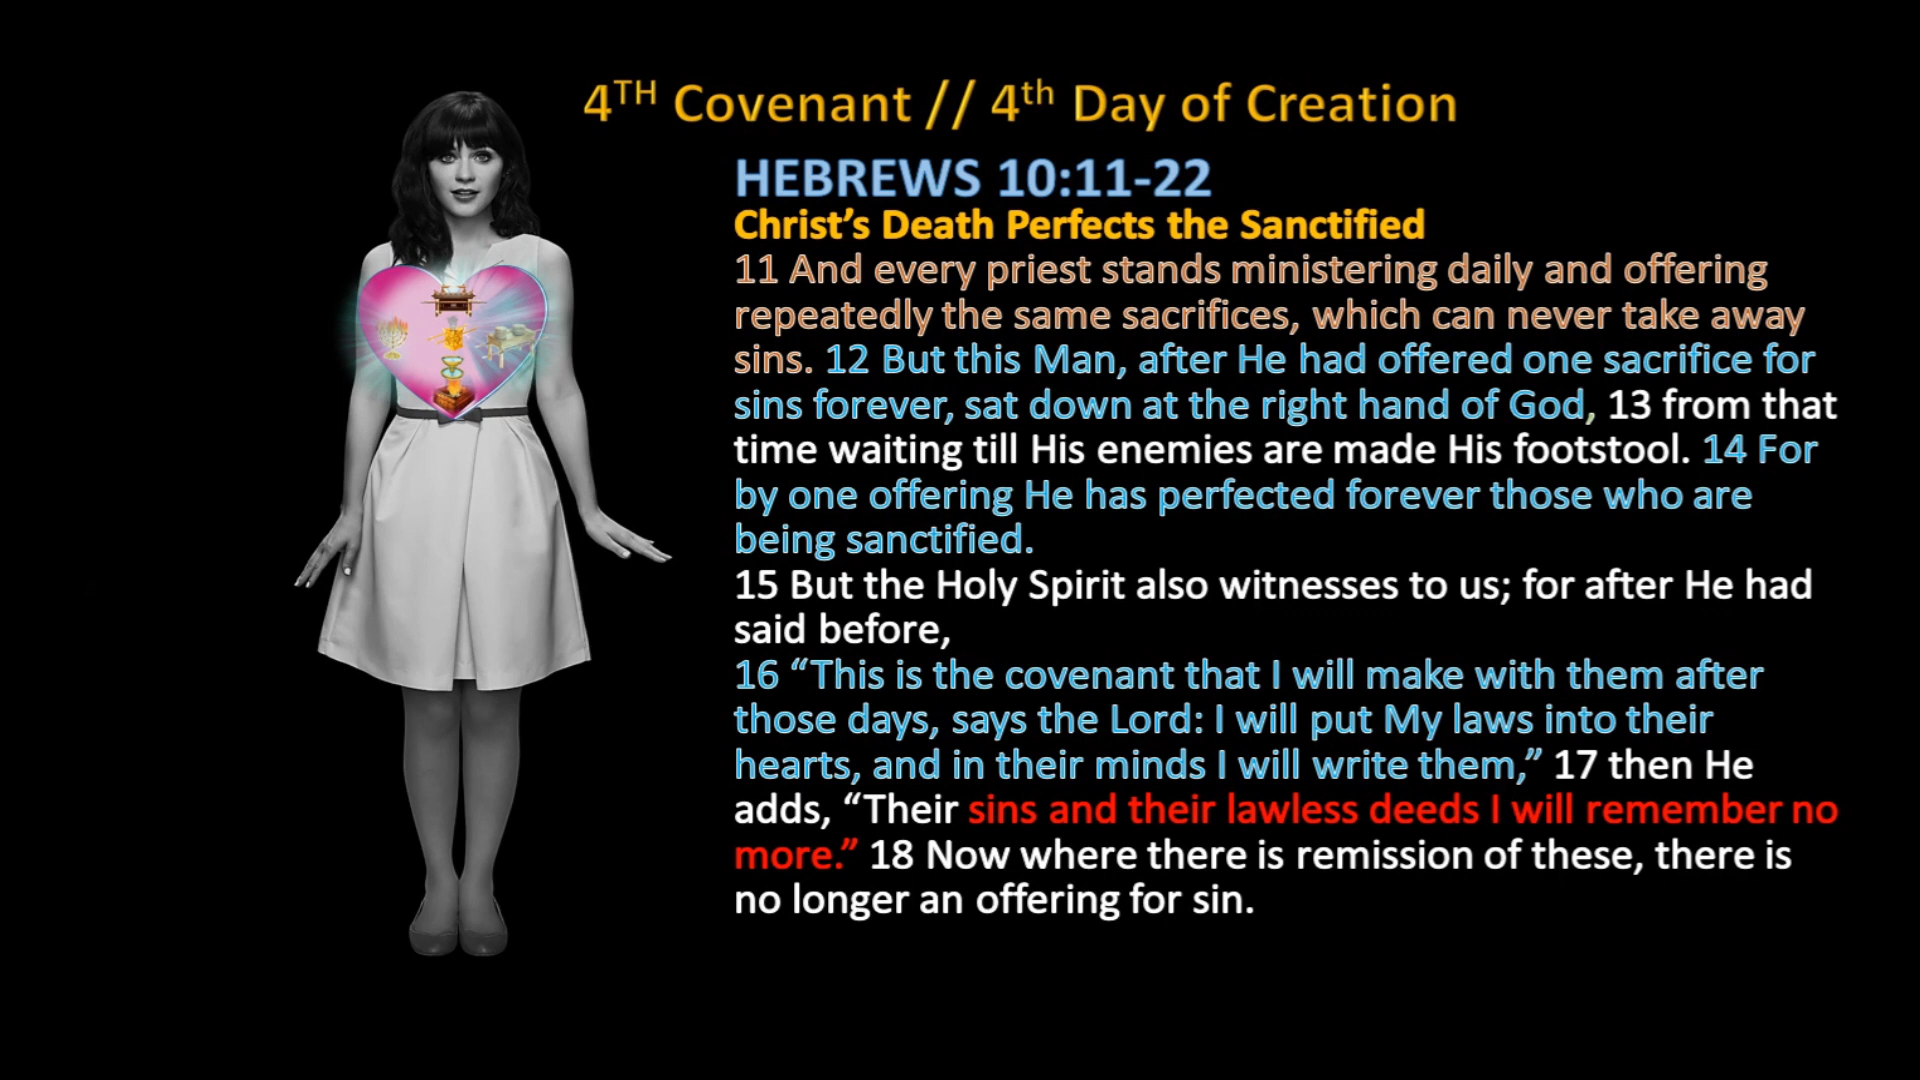 4TH Covenant // 4th Day of Creation
HEBREWS 10:11-22
Christ’s Death Perfects the Sanctified
11 And every priest stands ministering daily and offering
repeatedly the same sacrifices, which can never take away
sins. 12 But this Man, after He had offered one sacrifice for
sins forever, sat down at the right hand of God, 13 from that
time waiting till His enemies are made His footstool. 14 For
by one offering He has perfected forever those who are
being sanctified.
15 But the Holy Spirit also witnesses to us; for after He had
said before,
16 “This is the covenant that I will make with them after
those days, says the Lord: I will put My laws into their
hearts, and in their minds I will write them,” 17 then He
adds, “Their sins and their lawless deeds I will remember no
more.” 18 Now where there is remission of these, there is
no longer an offering for sin.